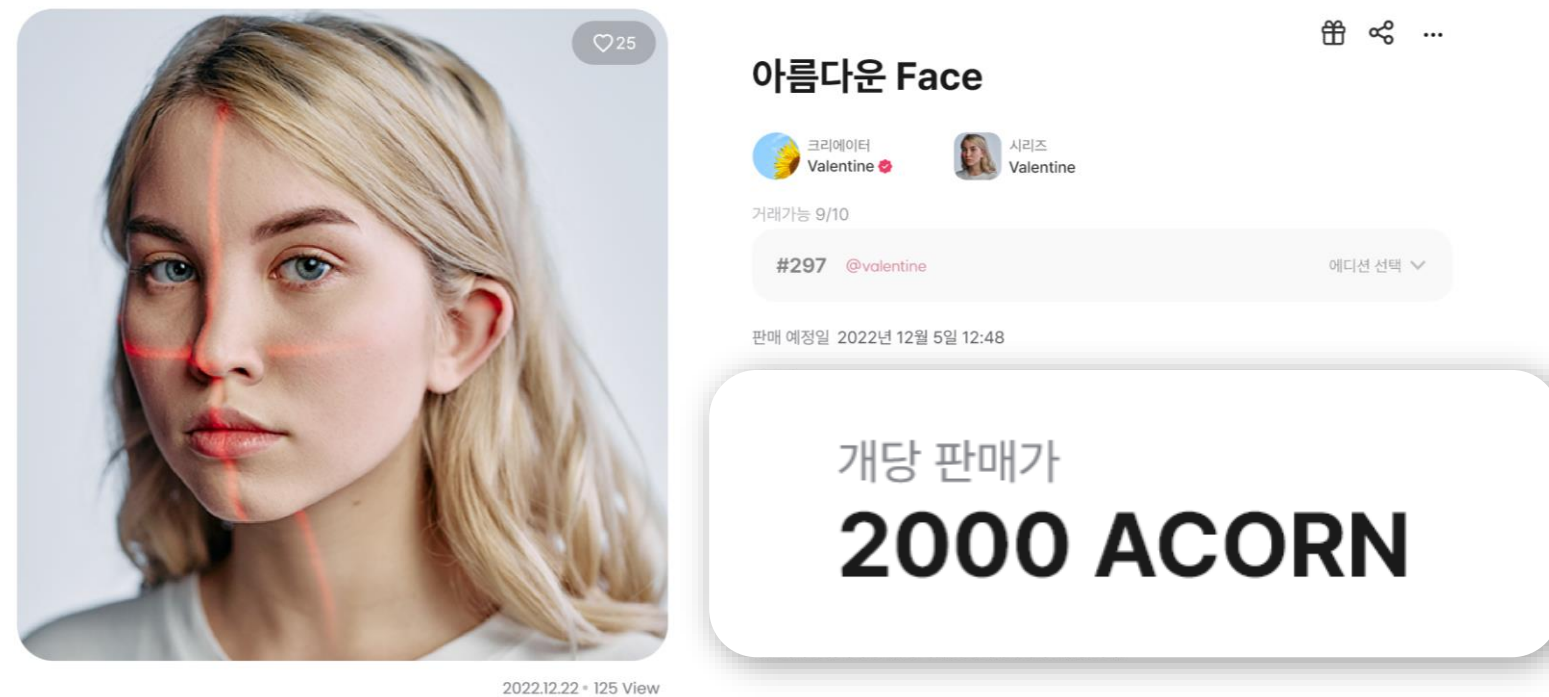 25
2022.12.22 • 125 View
아름다운 Face
크리에이터
Valentine
시리즈
Valentine
거래가능 9/10
#297 @valentine 에디션 선택
판매 예정일 2022년 12월 5일 12:48
개당 판매가
2000 ACORN